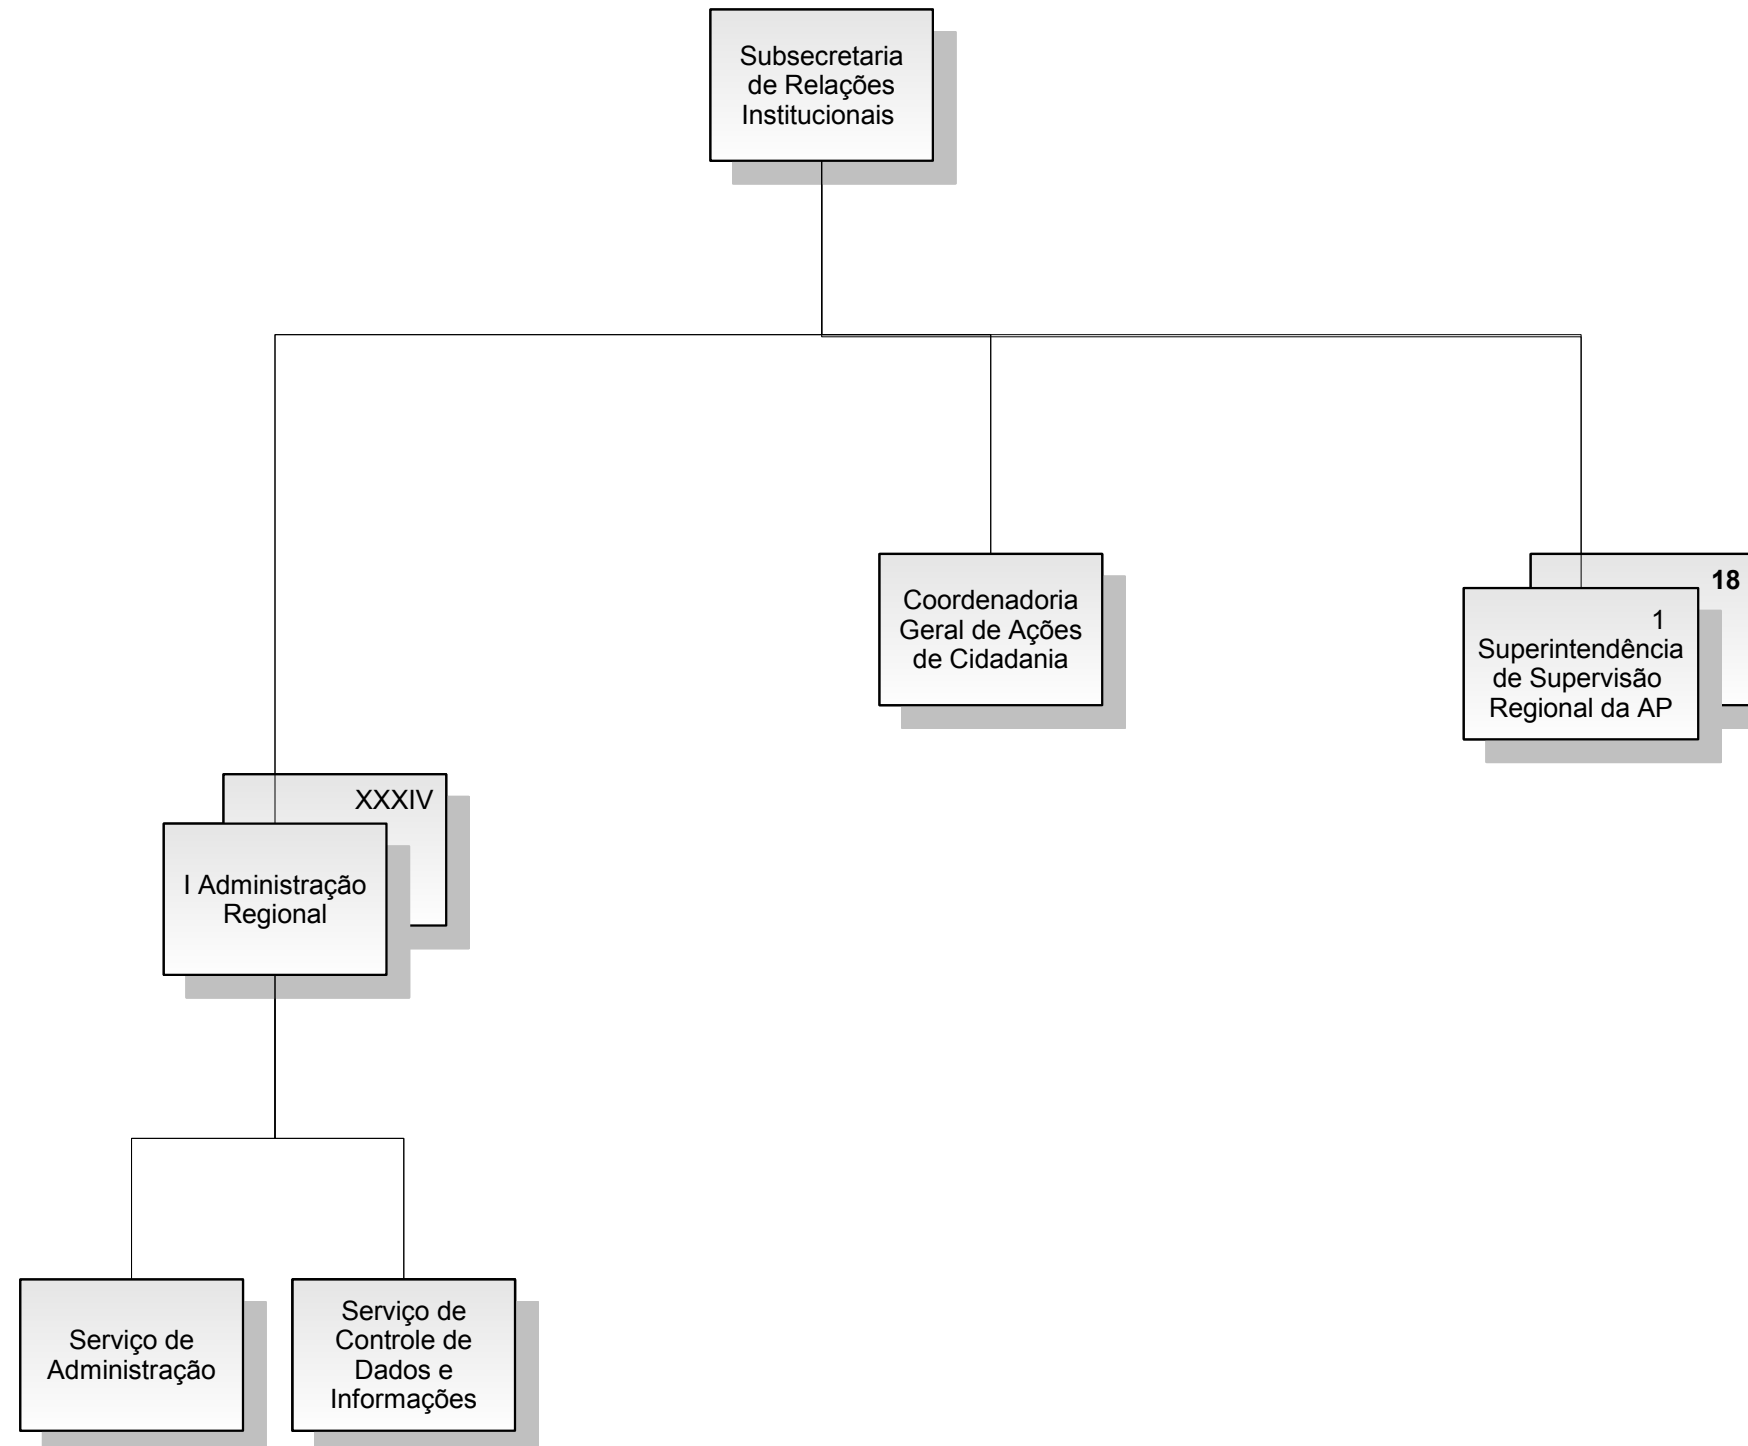 Subsecretaria
de Relações
Institucionais
Coordenadoria
Geral de Ações
de Cidadania
18
1
Superintendência
de Supervisão
Regional da AP
XXXIV
I Administração
Regional
Serviço de
Administração
Serviço de
Controle de
Dados e
Informações